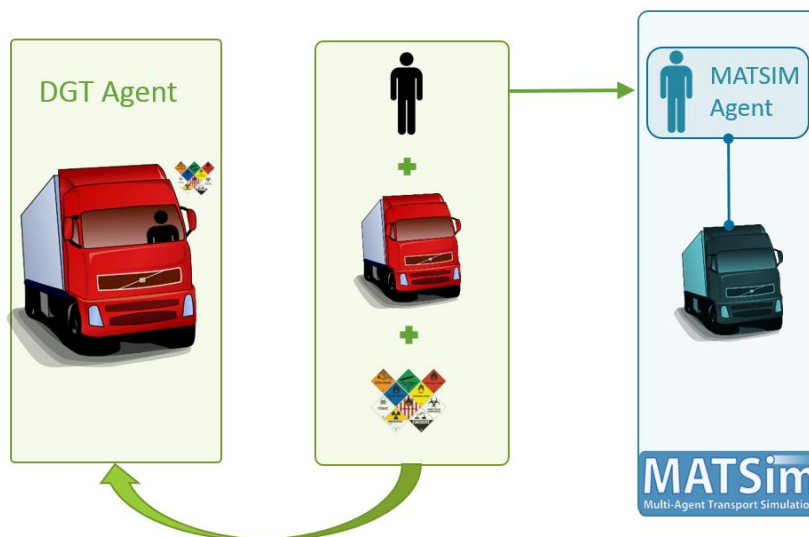 DGT Agent
MATSIM
Agent
MATSim
Multi-Agent Transport Simulation